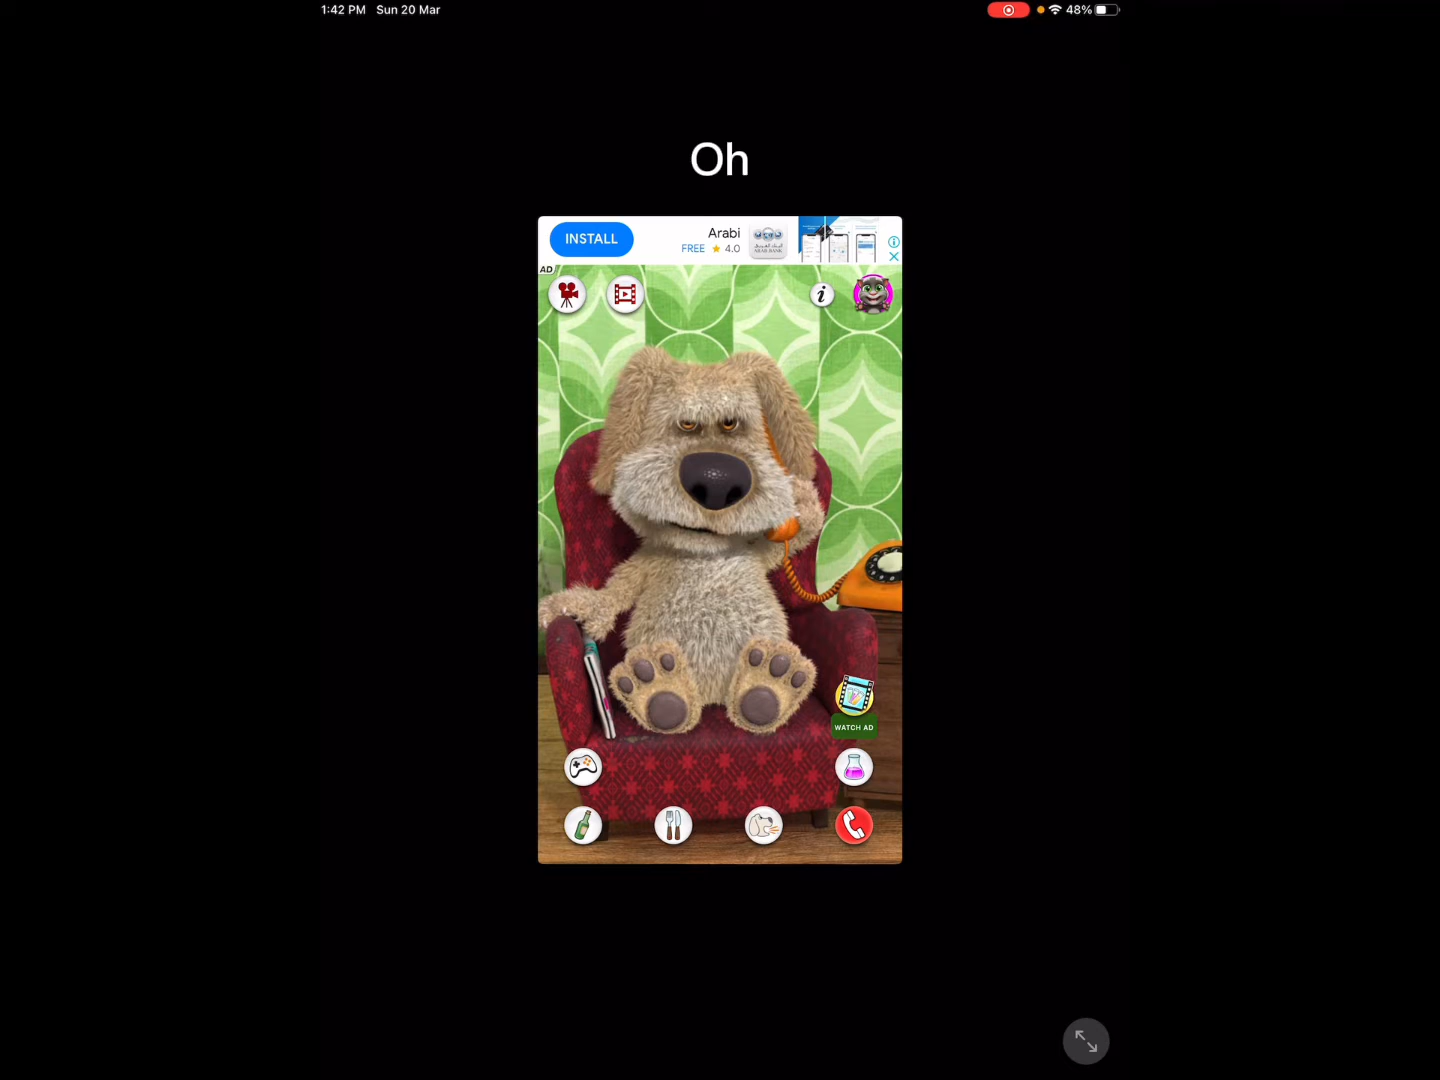 1:42 PM Sun 20 Mar
48%
Oh
INSTALL
Arabi
FREE ★ 4.0
AD
WATCH AD